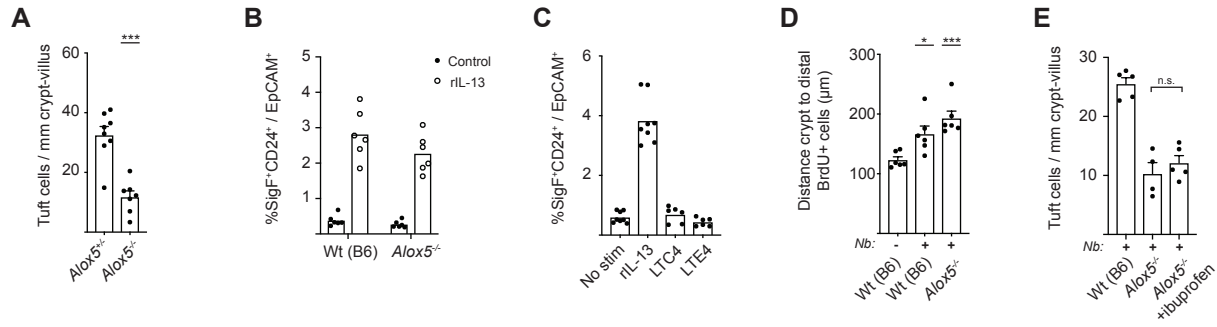 A
Tuft cells / mm crypt-villus
60
40
20
***
Alox5+/-
Alox5-/-
B
%SigF+CD24+ / EpCAM+
5
4
3
2
1
0
Control
rIL-13
Wt (B6)
Alox5-/-
C
%SigF+CD24+ / EpCAM+
6
4
2
0
No stim
rIL-13
LTC4
LTE4
D
Distance crypt to distal
BrdU+ cells (µm)
300
200
100
0
*
***
Nb: - + +
Wt (B6)
Wt (B6)
Alox5-/-
E
Tuft cells / mm crypt-villus
30
20
10
n.s.
Nb: + + +
Wt (B6)
Alox5-/-
Alox5-/-
+ibuprofen